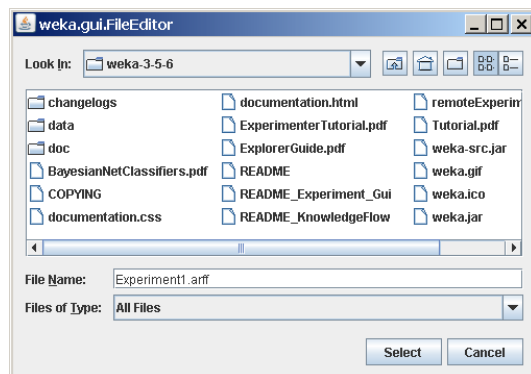 weka.gui.FileEditor
Look In: weka-3-5-6
changelogs
data
doc
BayesianNetClassifiers.pdf
COPYING
documentation.css
documentation.html
ExperimenterTutorial.pdf
ExplorerGuide.pdf
README
README_Experiment_Gui
README_KnowledgeFlow
remoteExperim
Tutorial.pdf
weka-src.jar
weka.gif
weka.ico
weka.jar
File Name: Experiment1.arff
Files of Type: All Files
Select Cancel